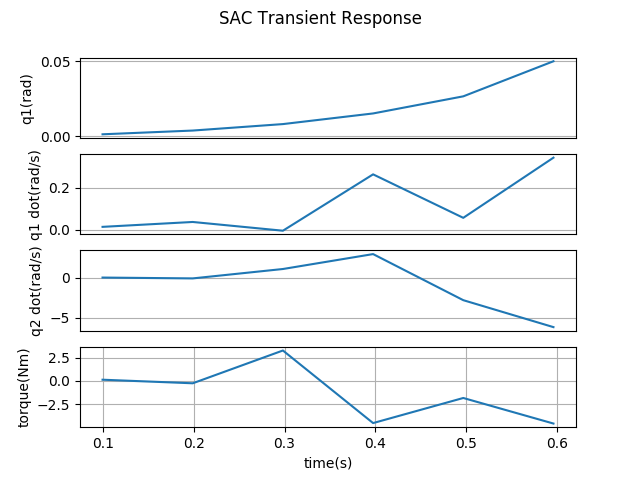 SAC Transient Response
0.05
0.00
q1(rad)
0.2
0.0
q1 dot(rad/s)
0
−5
q2 dot(rad/s)
2.5
0.0
−2.5
torque(Nm)
0.1 0.2 0.3 0.4 0.5 0.6
time(s)